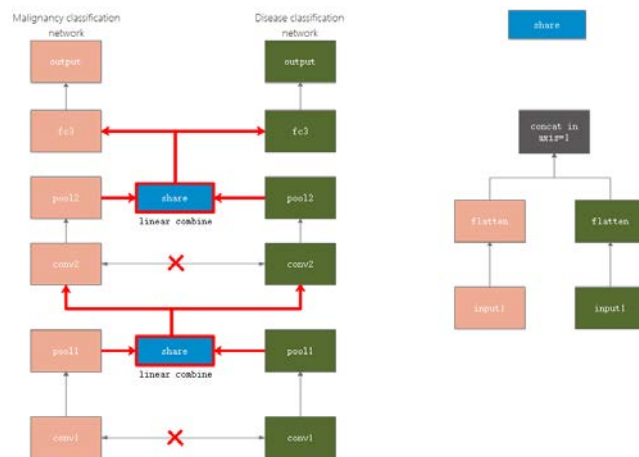 Malignancy classification
network
Disease classification
network
output
output
fc3
fc3
pool2
share
pool2
linear combine
conv2
conv2
pool1
share
pool1
linear combine
conv1
conv1
share
concat in
axis=1
flatten
flatten
input1
input1